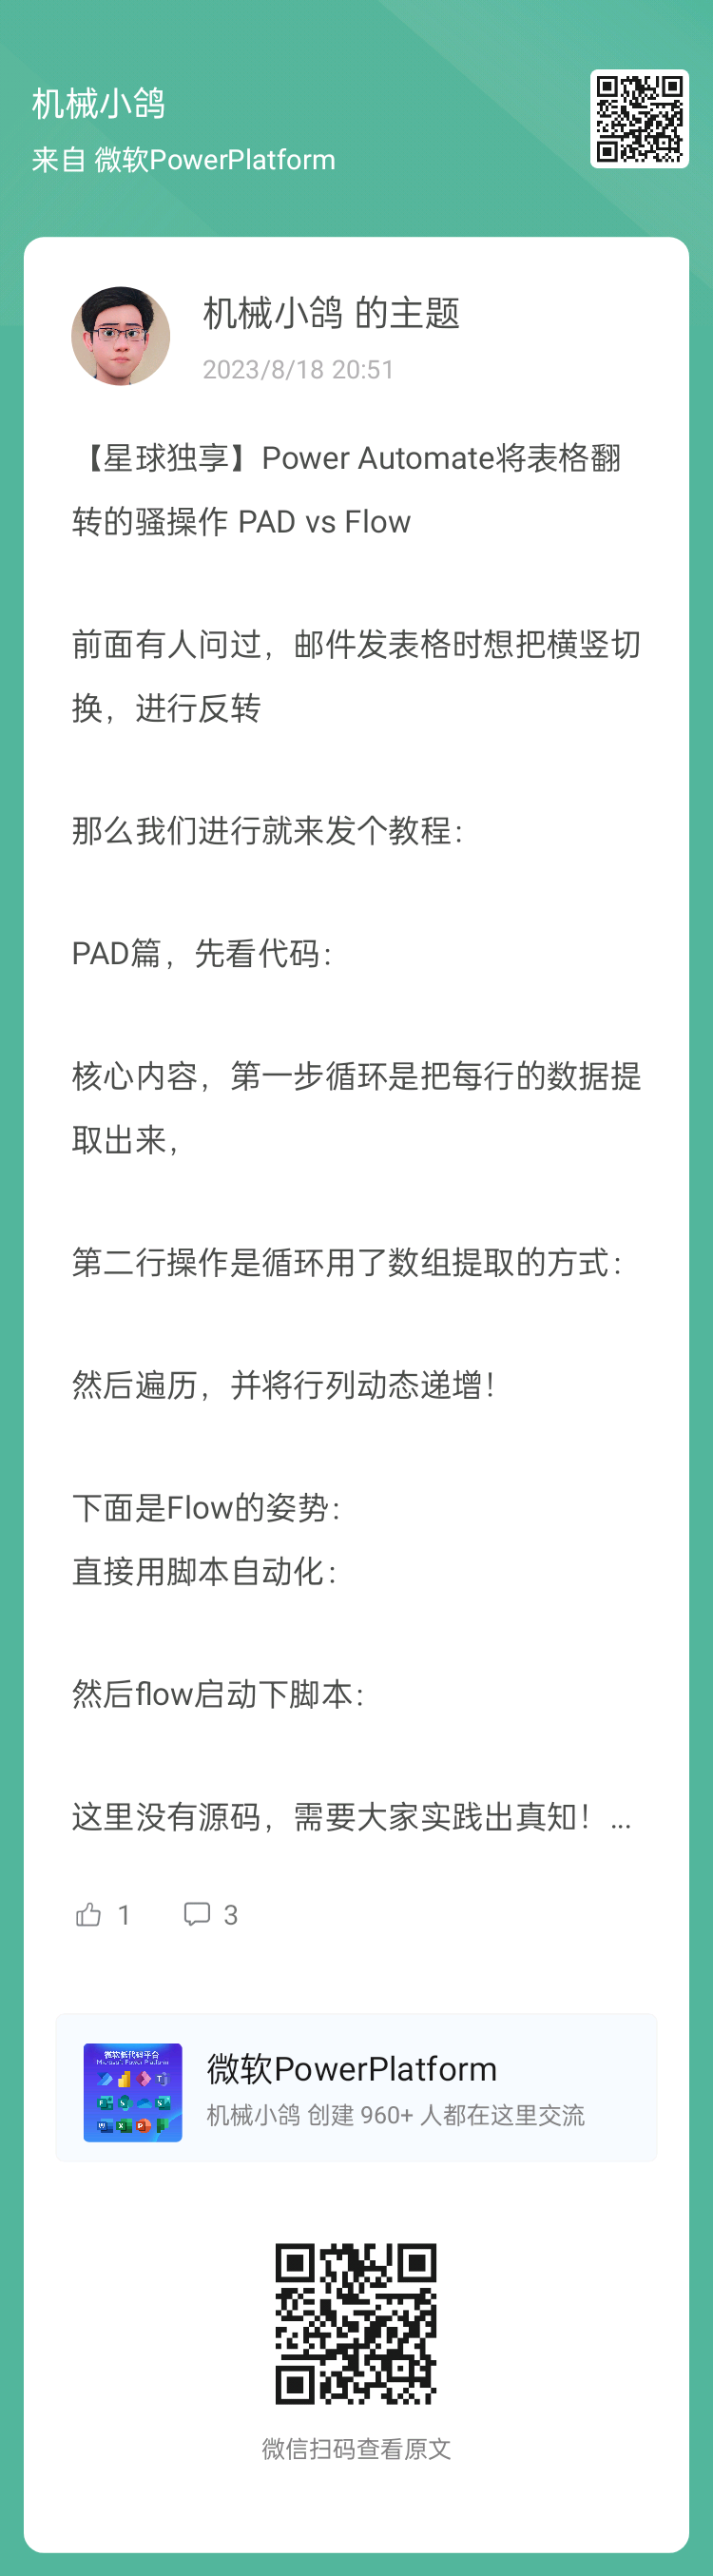 机械小鸽
来自 微软PowerPlatform
机械小鸽 的主题
2023/8/18 20:51
【星球独享】Power Automate将表格翻
转的骚操作 PAD vs Flow
前面有人问过，邮件发表格时想把横竖切
换，进行反转
那么我们进行就来发个教程：
PAD篇，先看代码：
核心内容，第一步循环是把每行的数据提
取出来，
第二行操作是循环用了数组提取的方式：
然后遍历，并将行列动态递增！
下面是Flow的姿势：
直接用脚本自动化：
然后flow启动下脚本：
这里没有源码，需要大家实践出真知！...
1
3
微软新代码平台
Microsoft Power Platform
微软PowerPlatform
机械小鸽 创建 960+ 人都在这里交流
微信扫码查看原文